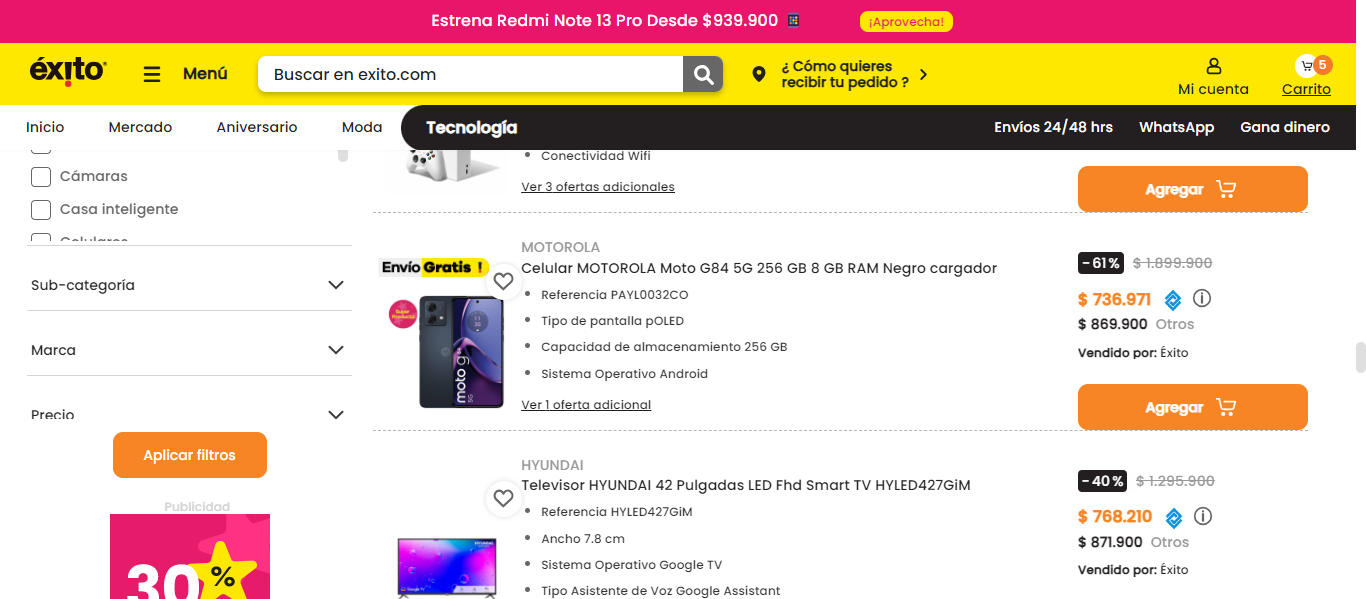 Estrena Redmi Note 13 Pro Desde $939.900
¡Aprovecha!
éxito
Menú
Buscar en exito.com
¿ Cómo quieres
recibir tu pedido ?
Mi cuenta
5
Carrito
Inicio
Mercado
Aniversario
Moda
Tecnología
Envíos 24/48 hrs
WhatsApp
Gana dinero
Cámaras
Casa inteligente
Celulares
Sub-categoría
Marca
Precio
Aplicar filtros
Publicidad
30%
Conectividad Wifi
Ver 3 ofertas adicionales
Agregar
Envío Gratis !
Super Producto
moto g84 5G
MOTOROLA
Celular MOTOROLA Moto G84 5G 256 GB 8 GB RAM Negro cargador
Referencia PAYL0032CO
Tipo de pantalla pOLED
Capacidad de almacenamiento 256 GB
Sistema Operativo Android
Ver 1 oferta adicional
-61% $ 1.899.900
$ 736.971
$ 869.900 Otros
Vendido por: Éxito
Agregar
HYUNDAI
Televisor HYUNDAI 42 Pulgadas LED Fhd Smart TV HYLED427GiM
Referencia HYLED427GiM
Ancho 7.8 cm
Sistema Operativo Google TV
Tipo Asistente de Voz Google Assistant
-40% $ 1.295.900
$ 768.210
$ 871.900 Otros
Vendido por: Éxito